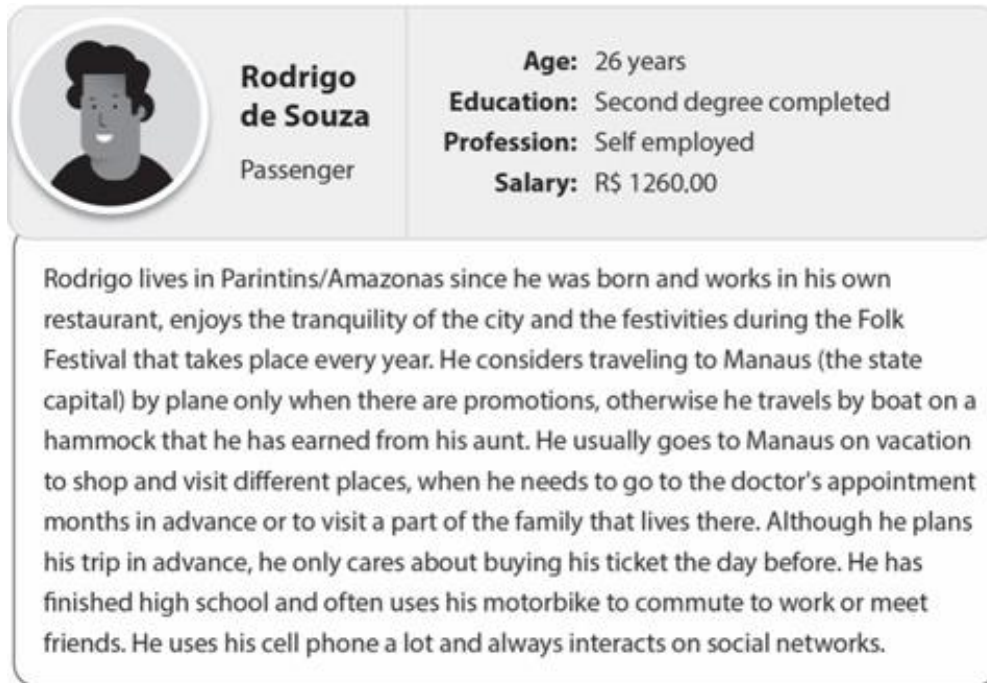 Rodrigo
de Souza
Passenger
Age: 26 years
Education: Second degree completed
Profession: Self employed
Salary: R$ 1260,00
Rodrigo lives in Parintins/Amazonas since he was born and works in his own
restaurant, enjoys the tranquility of the city and the festivities during the Folk
Festival that takes place every year. He considers traveling to Manaus (the state
capital) by plane only when there are promotions, otherwise he travels by boat on a
hammock that he has earned from his aunt. He usually goes to Manaus on vacation
to shop and visit different places, when he needs to go to the doctor's appointment
months in advance or to visit a part of the family that lives there. Although he plans
his trip in advance, he only cares about buying his ticket the day before. He has
finished high school and often uses his motorbike to commute to work or meet
friends. He uses his cell phone a lot and always interacts on social networks.